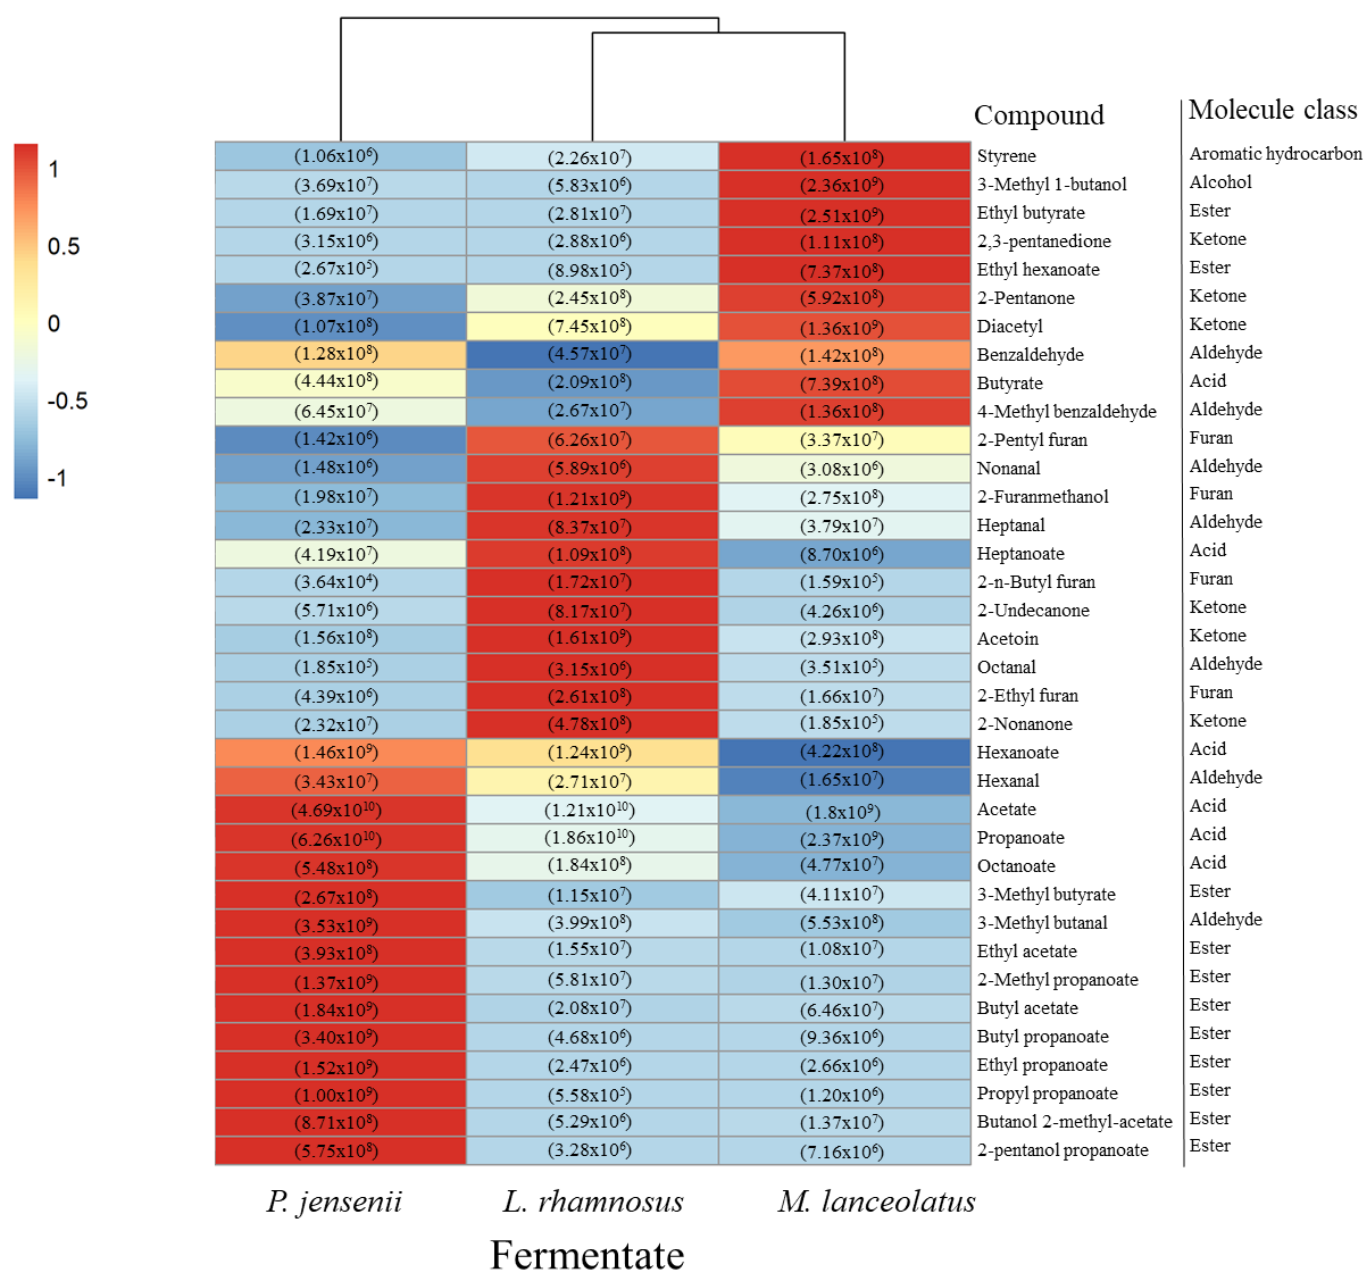 Compound Molecule class
1
0.5
0
-0.5
-1
(1.06x10⁶) (2.26x10⁷) (1.65x10⁸) Styrene Aromatic hydrocarbon
(3.69x10⁷) (5.83x10⁶) (2.36x10⁹) 3-Methyl 1-butanol Alcohol
(1.69x10⁷) (2.81x10⁷) (2.51x10⁹) Ethyl butyrate Ester
(3.15x10⁶) (2.88x10⁶) (1.11x10⁸) 2,3-pentanedione Ketone
(2.67x10⁵) (8.98x10⁵) (7.37x10⁸) Ethyl hexanoate Ester
(3.87x10⁷) (2.45x10⁸) (5.92x10⁸) 2-Pentanone Ketone
(1.07x10⁸) (7.45x10⁸) (1.36x10⁹) Diacetyl Ketone
(1.28x10⁸) (4.57x10⁷) (1.42x10⁸) Benzaldehyde Aldehyde
(4.44x10⁸) (2.09x10⁸) (7.39x10⁸) Butyrate Acid
(6.45x10⁷) (2.67x10⁷) (1.36x10⁸) 4-Methyl benzaldehyde Aldehyde
(1.42x10⁶) (6.26x10⁷) (3.37x10⁷) 2-Pentyl furan Furan
(1.48x10⁶) (5.89x10⁶) (3.08x10⁶) Nonanal Aldehyde
(1.98x10⁷) (1.21x10⁹) (2.75x10⁸) 2-Furanmethanol Furan
(2.33x10⁷) (8.37x10⁷) (3.79x10⁷) Heptanal Aldehyde
(4.19x10⁷) (1.09x10⁸) (8.70x10⁶) Heptanoate Acid
(3.64x10⁴) (1.72x10⁷) (1.59x10⁵) 2-n-Butyl furan Furan
(5.71x10⁶) (8.17x10⁷) (4.26x10⁶) 2-Undecanone Ketone
(1.56x10⁸) (1.61x10⁹) (2.93x10⁸) Acetoin Ketone
(1.85x10⁵) (3.15x10⁶) (3.51x10⁵) Octanal Aldehyde
(4.39x10⁶) (2.61x10⁸) (1.66x10⁷) 2-Ethyl furan Furan
(2.32x10⁷) (4.78x10⁸) (1.85x10⁵) 2-Nonanone Ketone
(1.46x10⁹) (1.24x10⁹) (4.22x10⁸) Hexanoate Acid
(3.43x10⁷) (2.71x10⁷) (1.65x10⁷) Hexanal Aldehyde
(4.69x10¹⁰) (1.21x10¹⁰) (1.8x10⁹) Acetate Acid
(6.26x10¹⁰) (1.86x10¹⁰) (2.37x10⁹) Propanoate Acid
(5.48x10⁸) (1.84x10⁸) (4.77x10⁷) Octanoate Acid
(2.67x10⁸) (1.15x10⁷) (4.11x10⁷) 3-Methyl butyrate Ester
(3.53x10⁹) (3.99x10⁸) (5.53x10⁸) 3-Methyl butanal Aldehyde
(3.93x10⁸) (1.55x10⁷) (1.08x10⁷) Ethyl acetate Ester
(1.37x10⁹) (5.81x10⁷) (1.30x10⁷) 2-Methyl propanoate Ester
(1.84x10⁹) (2.08x10⁷) (6.46x10⁷) Butyl acetate Ester
(3.40x10⁹) (4.68x10⁶) (9.36x10⁶) Butyl propanoate Ester
(1.52x10⁹) (2.47x10⁶) (2.66x10⁶) Ethyl propanoate Ester
(1.00x10⁹) (5.58x10⁵) (1.20x10⁶) Propyl propanoate Ester
(8.71x10⁸) (5.29x10⁶) (1.37x10⁷) Butanol 2-methyl-acetate Ester
(5.75x10⁸) (3.28x10⁶) (7.16x10⁶) 2-pentanol propanoate Ester
P. jensenii L. rhamnosus M. lanceolatus
Fermentate